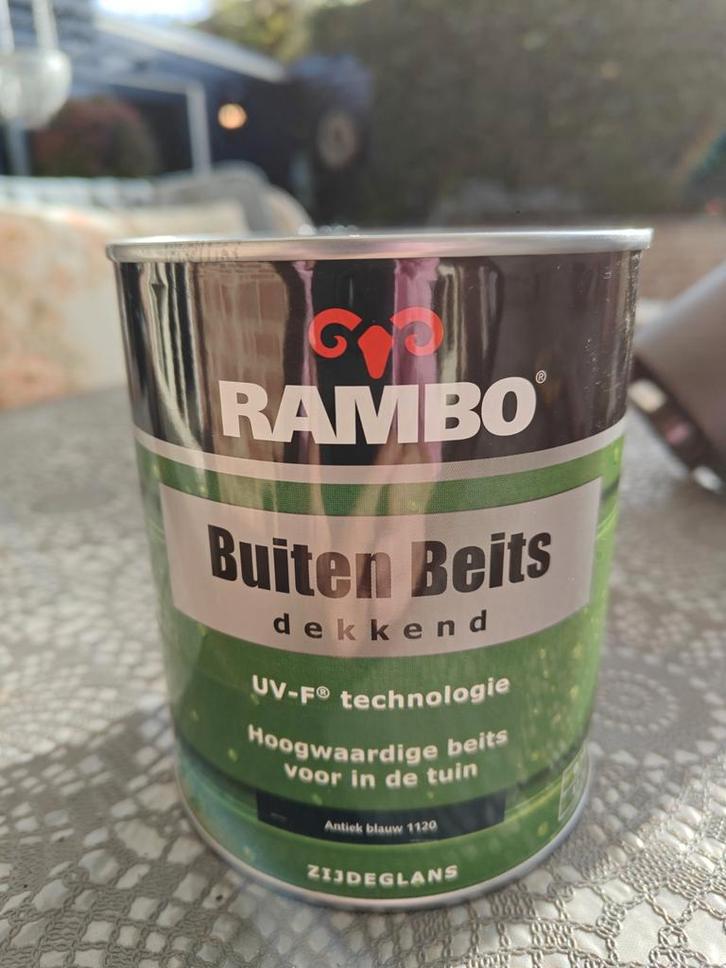 RAMBO®
Buiten Beits
dekkend
UV-F® technologie
Hoogwaardige beits
voor in de tuin
Antiek blauw 1120
ZIJDEGLANS